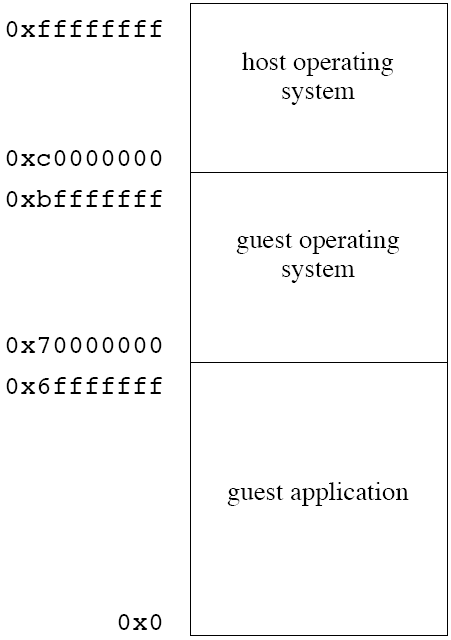 0xffffffff
host operating
system
0xc0000000
0xbfffffff
guest operating
system
0x70000000
0x6fffffff
guest application
0x0